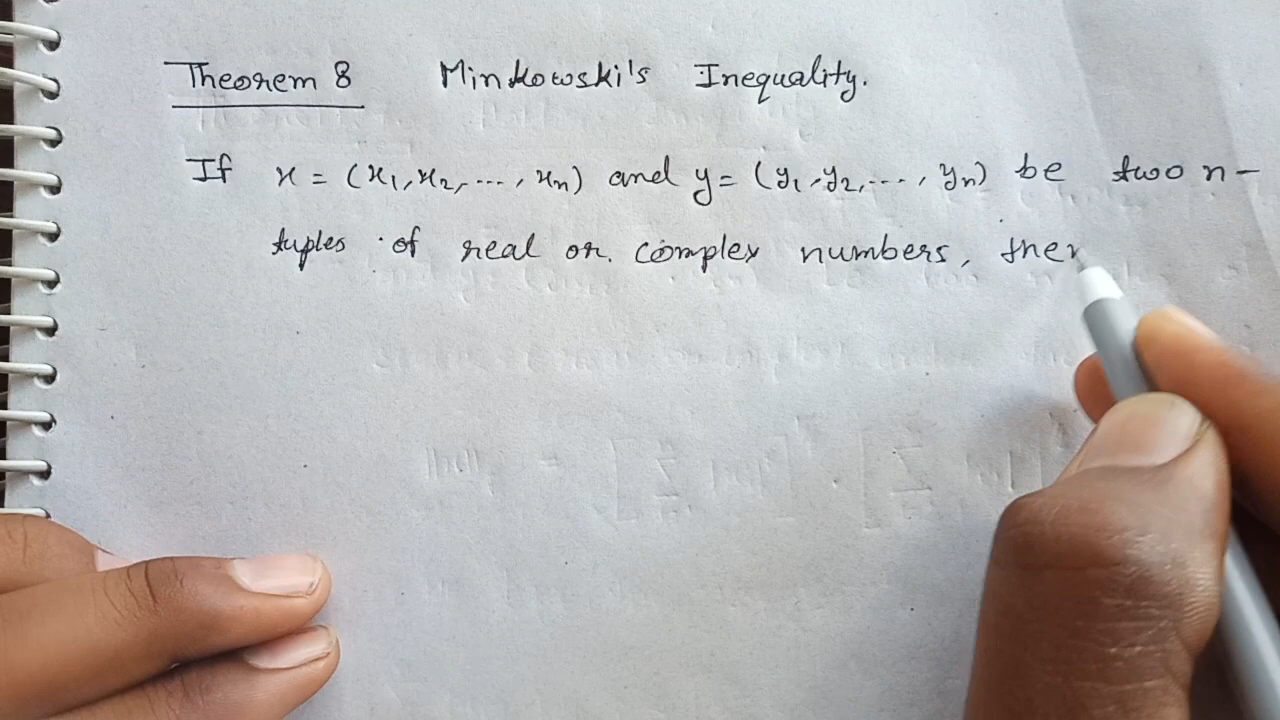 Theorem 8 Minkowski's Inequality.
If x = (x₁, x₂, ..., xₙ) and y = (y₁, y₂, ..., yₙ) be two n-
tuples of real or complex numbers, then